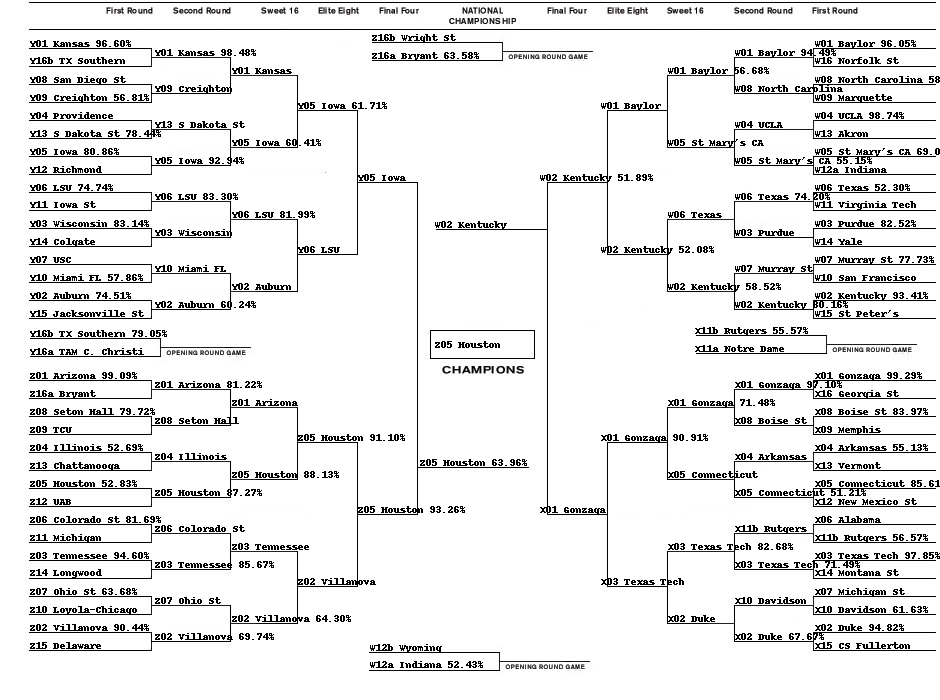 First Round Second Round Sweet 16 Elite Eight Final Four NATIONAL CHAMPIONSHIP Final Four Elite Eight Sweet 16 Second Round First Round
Z16b Wright St
Z16a Bryant 63.58% OPENING ROUND GAME
Y01 Kansas 96.60%
Y16b TX Southern
Y08 San Diego St
Y09 Creighton 56.81%
Y04 Providence
Y13 S Dakota St 78.44%
Y05 Iowa 80.86%
Y12 Richmond
Y06 LSU 74.74%
Y11 Iowa St
Y03 Wisconsin 83.14%
Y14 Colgate
Y07 USC
Y10 Miami FL 57.86%
Y02 Auburn 74.51%
Y15 Jacksonville St
Y01 Kansas 98.48%
Y09 Creighton
Y13 S Dakota St
Y05 Iowa 92.94%
Y06 LSU 83.30%
Y03 Wisconsin
Y10 Miami FL
Y02 Auburn 60.24%
Y01 Kansas
Y05 Iowa 60.41%
Y06 LSU 81.99%
Y02 Auburn
Y05 Iowa 61.71%
Y06 LSU
Y05 Iowa
Y16b TX Southern 79.05%
Y16a TAM C. Christi OPENING ROUND GAME
Z01 Arizona 99.09%
Z16a Bryant
Z08 Seton Hall 79.72%
Z09 TCU
Z04 Illinois 52.69%
Z13 Chattanooga
Z05 Houston 52.83%
Z12 UAB
Z06 Colorado St 81.69%
Z11 Michigan
Z03 Tennessee 94.60%
Z14 Longwood
Z07 Ohio St 63.68%
Z10 Loyola-Chicago
Z02 Villanova 90.44%
Z15 Delaware
Z01 Arizona 81.22%
Z08 Seton Hall
Z04 Illinois
Z05 Houston 87.27%
Z06 Colorado St
Z03 Tennessee 85.67%
Z07 Ohio St
Z02 Villanova 69.74%
Z01 Arizona
Z05 Houston 88.13%
Z03 Tennessee
Z02 Villanova 64.30%
Z05 Houston 91.10%
Z02 Villanova
Z05 Houston 93.26%
Z05 Houston 63.96%
W02 Kentucky
Z05 Houston
CHAMPIONS
W02 Kentucky 51.89%
W01 Baylor
W02 Kentucky 52.08%
W01 Baylor 56.68%
W05 St Mary's CA
W06 Texas
W02 Kentucky 58.52%
W01 Baylor 94.49%
W08 North Carolina
W04 UCLA
W05 St Mary's CA 55.15%
W06 Texas 74.20%
W03 Purdue
W07 Murray St
W02 Kentucky 80.16%
W01 Baylor 96.05%
W16 Norfolk St
W08 North Carolina 58
W09 Marquette
W04 UCLA 98.74%
W13 Akron
W05 St Mary's CA 69.0
W12a Indiana
W06 Texas 52.30%
W11 Virginia Tech
W03 Purdue 82.52%
W14 Yale
W07 Murray St 77.73%
W10 San Francisco
W02 Kentucky 93.41%
W15 St Peter's
X11b Rutgers 55.57%
X11a Notre Dame OPENING ROUND GAME
X01 Gonzaga
X01 Gonzaga 90.91%
X03 Texas Tech
X01 Gonzaga 71.48%
X05 Connecticut
X03 Texas Tech 82.68%
X02 Duke
X01 Gonzaga 97.10%
X08 Boise St
X04 Arkansas
X05 Connecticut 51.21%
X11b Rutgers
X03 Texas Tech 71.49%
X10 Davidson
X02 Duke 67.67%
X01 Gonzaga 99.29%
X16 Georgia St
X08 Boise St 83.97%
X09 Memphis
X04 Arkansas 55.13%
X13 Vermont
X05 Connecticut 85.61
X12 New Mexico St
X06 Alabama
X11b Rutgers 56.57%
X03 Texas Tech 97.85%
X14 Montana St
X07 Michigan St
X10 Davidson 61.63%
X02 Duke 94.82%
X15 CS Fullerton
W12b Wyoming
W12a Indiana 52.43% OPENING ROUND GAME